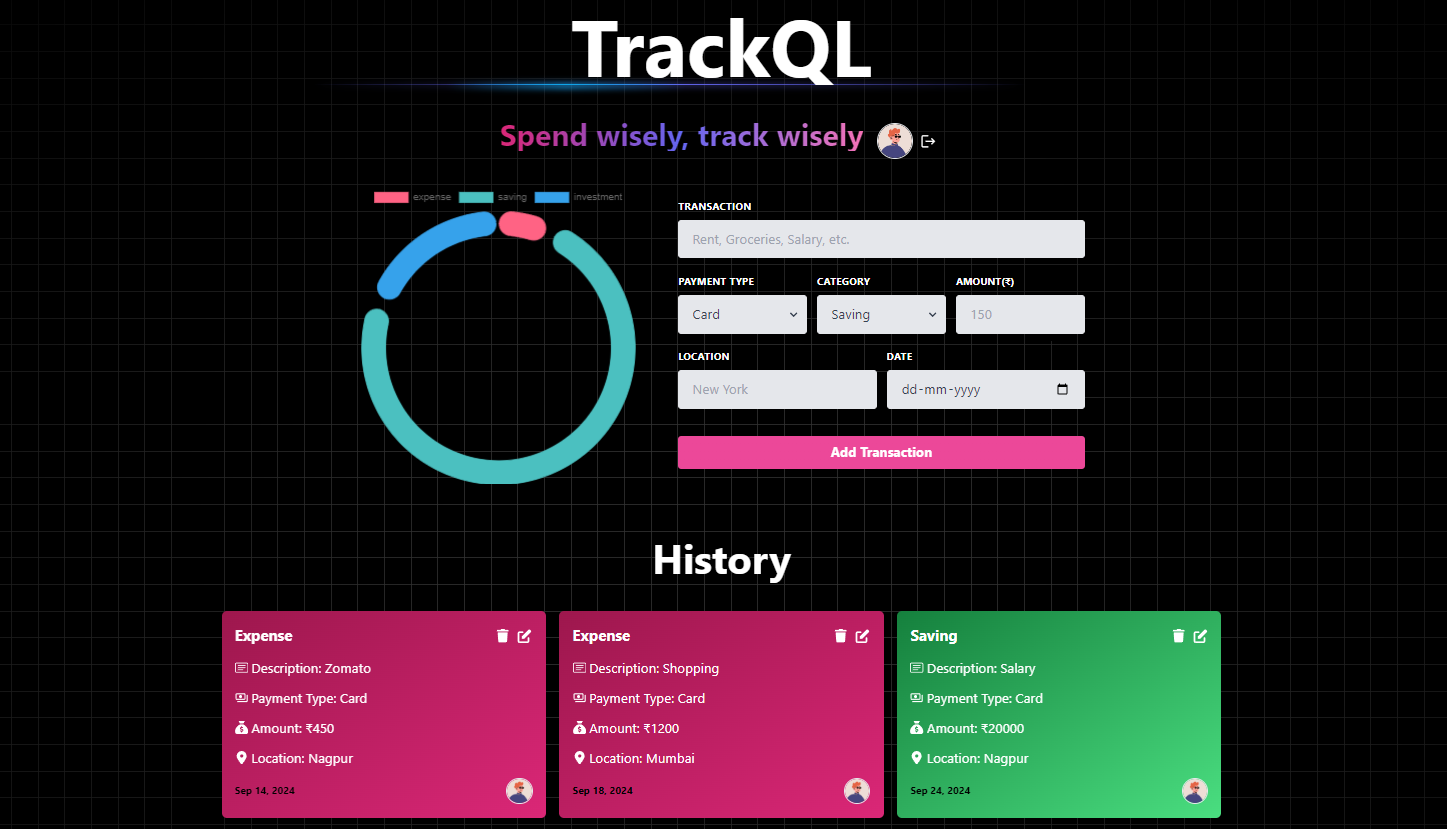 TrackQL
Spend wisely, track wisely
expense saving investment
TRANSACTION
Rent, Groceries, Salary, etc.
PAYMENT TYPE CATEGORY AMOUNT(₹)
Card Saving 150
LOCATION DATE
New York dd-mm-yyyy
Add Transaction
History
Expense
Description: Zomato
Payment Type: Card
Amount: ₹450
Location: Nagpur
Sep 14, 2024
Expense
Description: Shopping
Payment Type: Card
Amount: ₹1200
Location: Mumbai
Sep 18, 2024
Saving
Description: Salary
Payment Type: Card
Amount: ₹20000
Location: Nagpur
Sep 24, 2024